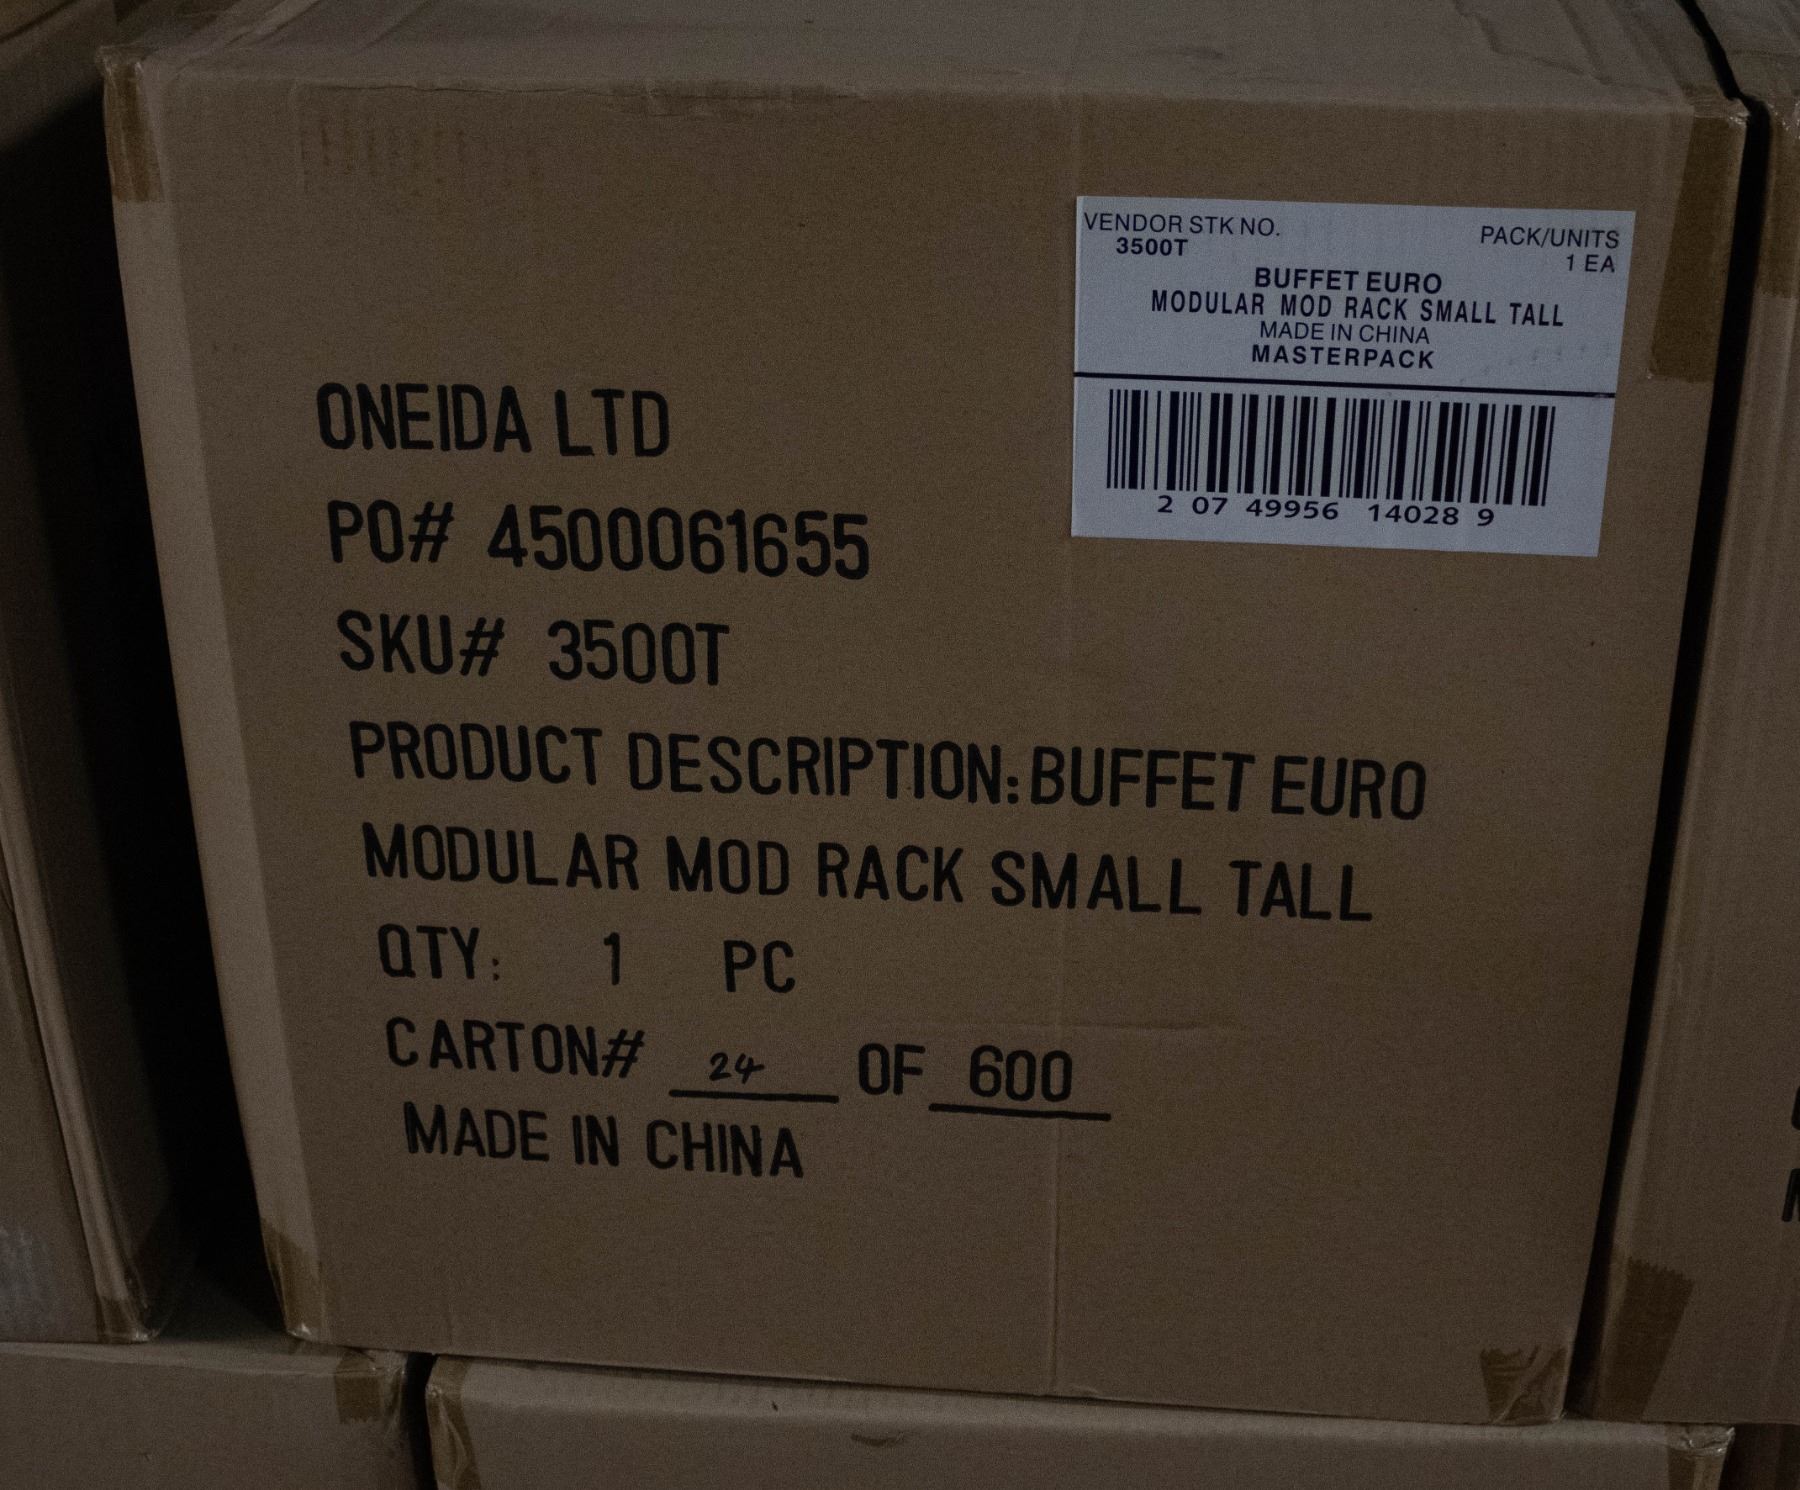 VENDOR STK NO. PACK/UNITS
3500T 1 EA
BUFFET EURO
MODULAR MOD RACK SMALL TALL
MADE IN CHINA
MASTERPACK
2 07 49956 14028 9
ONEIDA LTD
PO# 4500061655
SKU# 3500T
PRODUCT DESCRIPTION: BUFFET EURO
MODULAR MOD RACK SMALL TALL
QTY: 1 PC
CARTON# 24 OF 600
MADE IN CHINA